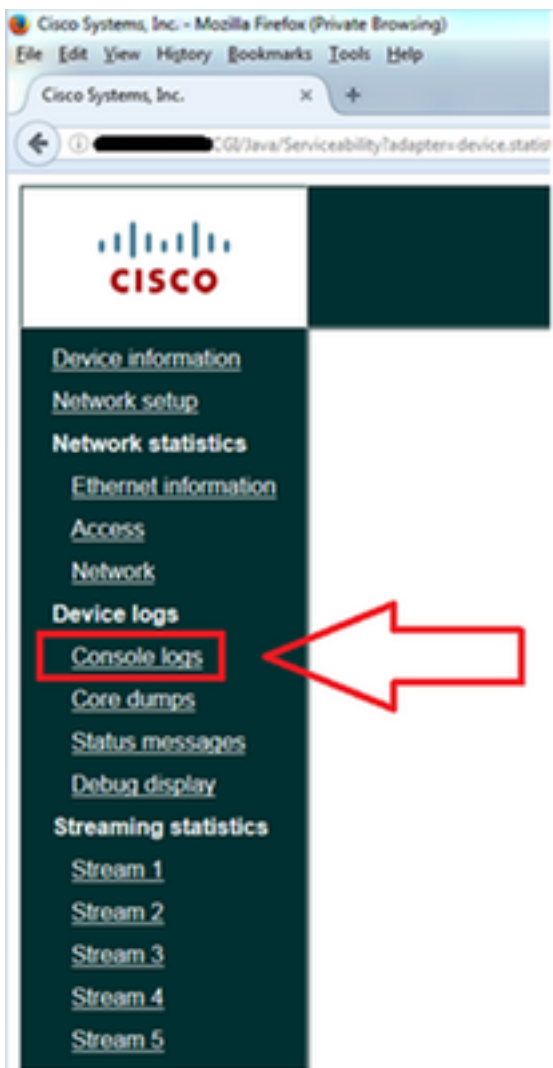 Cisco Systems, Inc. - Mozilla Firefox (Private Browsing)
File Edit View History Bookmarks Tools Help
Cisco Systems, Inc.
CGI/Java/Serviceability?adapter=device.statis
CISCO
Device information
Network setup
Network statistics
Ethernet information
Access
Network
Device logs
Console logs
Core dumps
Status messages
Debug display
Streaming statistics
Stream 1
Stream 2
Stream 3
Stream 4
Stream 5